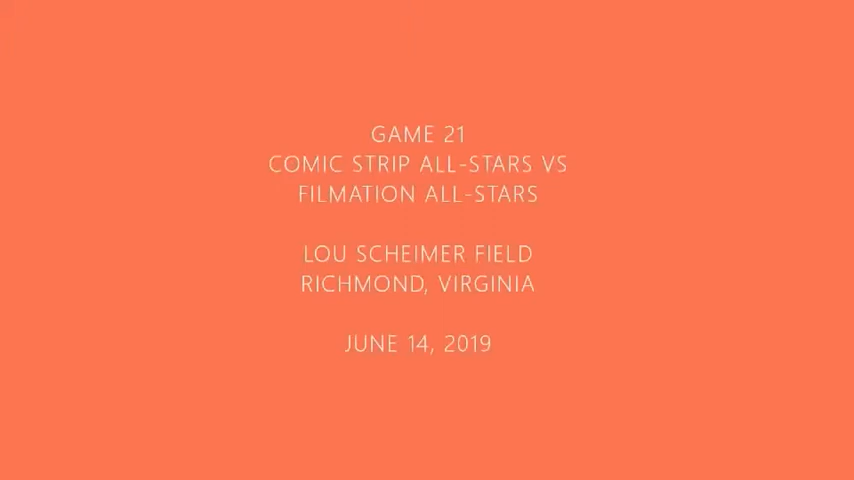 GAME 21
COMIC STRIP ALL-STARS VS
FILMATION ALL-STARS
LOU SCHEIMER FIELD
RICHMOND, VIRGINIA
JUNE 14, 2019